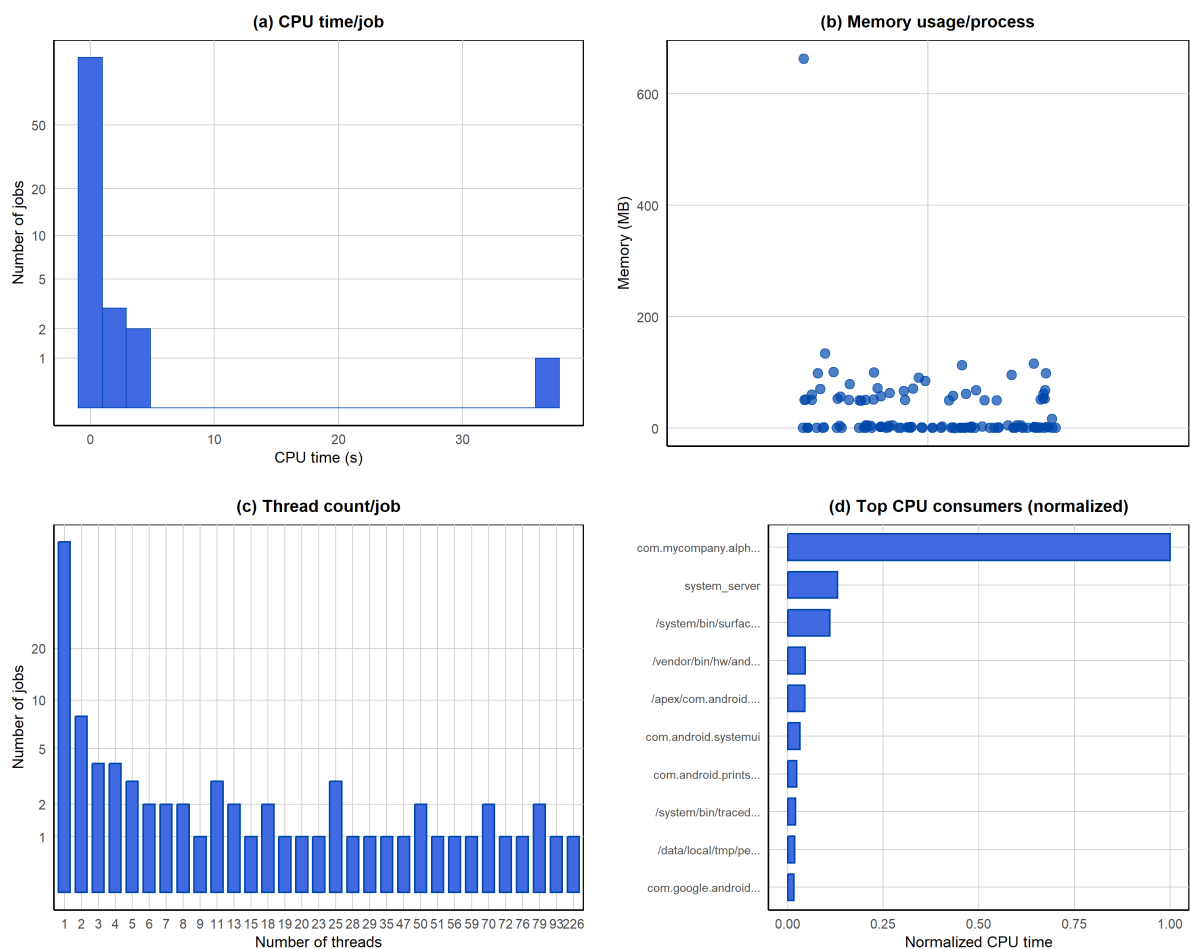 (a) CPU time/job
Number of jobs
50
20
10
5
2
1
0 10 20 30
CPU time (s)
(b) Memory usage/process
Memory (MB)
600
400
200
0
(c) Thread count/job
Number of jobs
20
10
5
2
1
1 2 3 4 5 6 7 8 9 11 13 15 18 19 20 23 25 28 29 35 47 50 51 56 59 70 72 76 79 93 226
Number of threads
(d) Top CPU consumers (normalized)
com.mycompany.alph...
system_server
/system/bin/surfac...
/vendor/bin/hw/and...
/apex/com.android....
com.android.systemui
com.android.prints...
/system/bin/traced...
/data/local/tmp/pe...
com.google.android...
0.00 0.25 0.50 0.75 1.00
Normalized CPU time